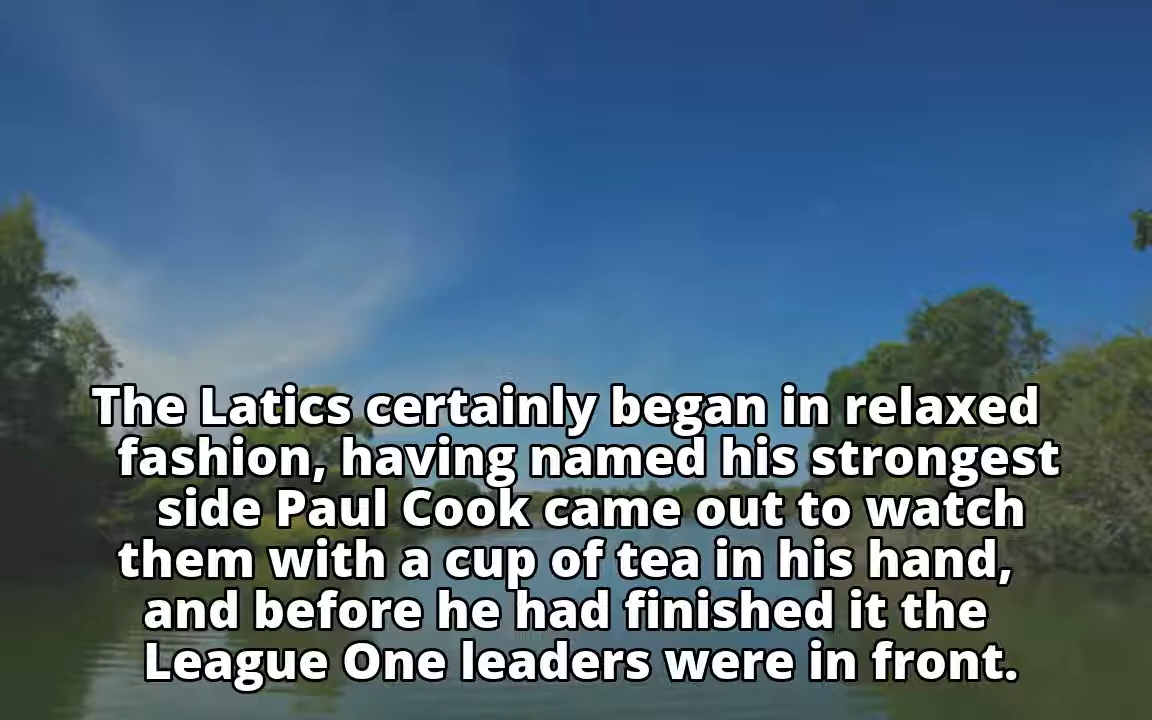 The Latics certainly began in relaxed
fashion, having named his strongest
side Paul Cook came out to watch
them with a cup of tea in his hand,
and before he had finished it the
League One leaders were in front.